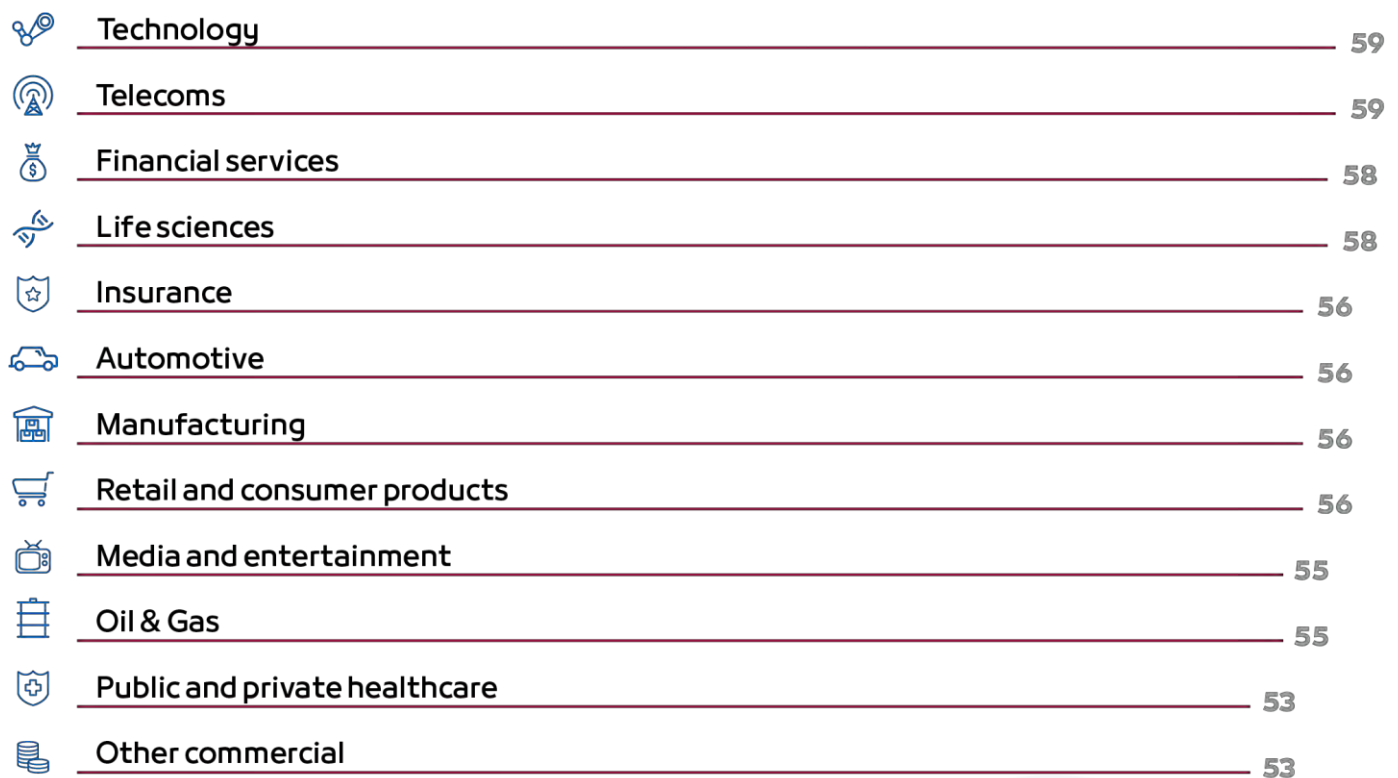 Technology
59
Telecoms
59
Financial services
58
Life sciences
58
Insurance
56
Automotive
56
Manufacturing
56
Retail and consumer products
56
Media and entertainment
55
Oil & Gas
55
Public and private healthcare
53
Other commercial
53